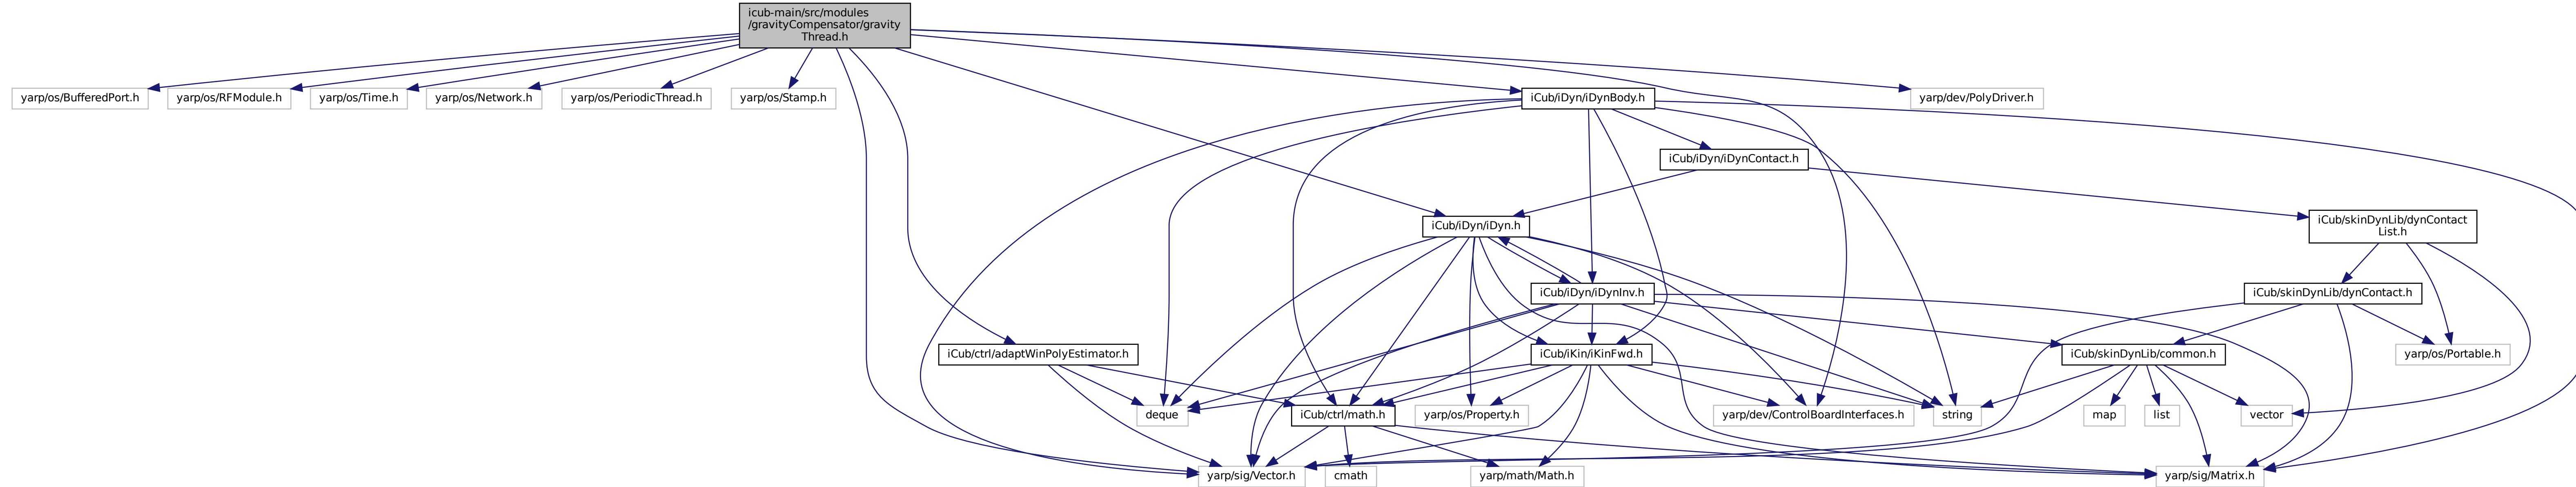 icub-main/src/modules
/gravityCompensator/gravity
Thread.h
yarp/os/BufferedPort.h
yarp/os/RFModule.h
yarp/os/Time.h
yarp/os/Network.h
yarp/os/PeriodicThread.h
yarp/os/Stamp.h
iCub/iDyn/iDynBody.h
yarp/dev/PolyDriver.h
iCub/iDyn/iDynContact.h
iCub/iDyn/iDyn.h
iCub/skinDynLib/dynContact
List.h
iCub/iDyn/iDynInv.h
iCub/skinDynLib/dynContact.h
iCub/ctrl/adaptWinPolyEstimator.h
iCub/iKin/iKinFwd.h
iCub/skinDynLib/common.h
yarp/os/Portable.h
deque
iCub/ctrl/math.h
yarp/os/Property.h
yarp/dev/ControlBoardInterfaces.h
string
map
list
vector
yarp/sig/Vector.h
cmath
yarp/math/Math.h
yarp/sig/Matrix.h